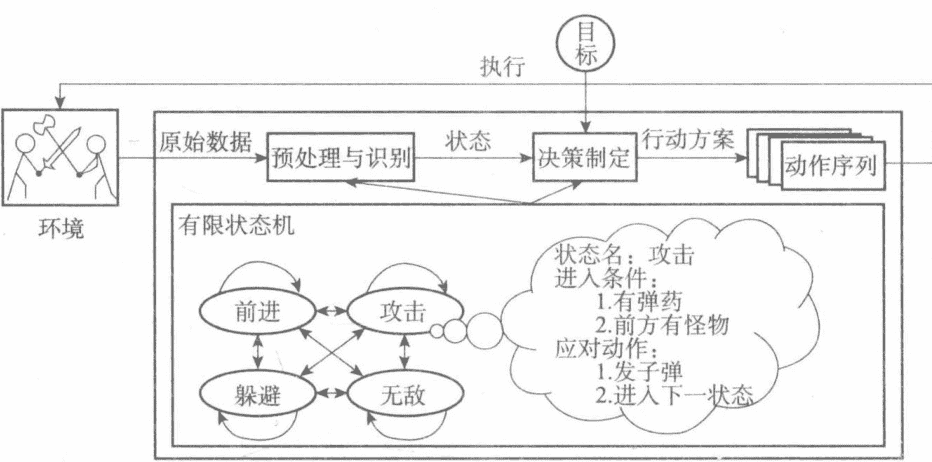 目标
执行
原始数据
预处理与识别
状态
决策制定
行动方案
动作序列
环境
有限状态机
前进
攻击
躲避
无敌
状态名：攻击
进入条件：
1.有弹药
2.前方有怪物
应对动作：
1.发子弹
2.进入下一状态